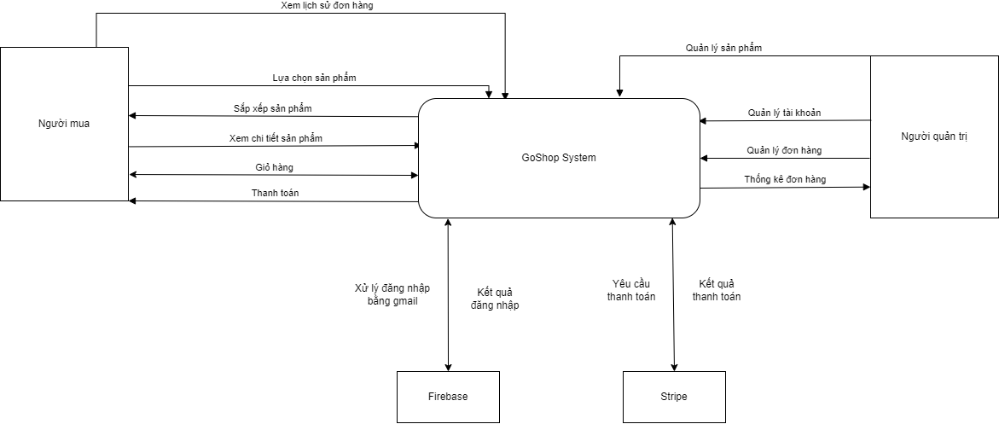 Xem lịch sử đơn hàng
Quản lý sản phẩm
Lựa chọn sản phẩm
Sắp xếp sản phẩm
Quản lý tài khoản
Người mua
Người quản trị
Xem chi tiết sản phẩm
Quản lý đơn hàng
GoShop System
Giỏ hàng
Thống kê đơn hàng
Thanh toán
Xử lý đăng nhập
bằng gmail
Kết quả
đăng nhập
Yêu cầu
thanh toán
Kết quả
thanh toán
Firebase
Stripe